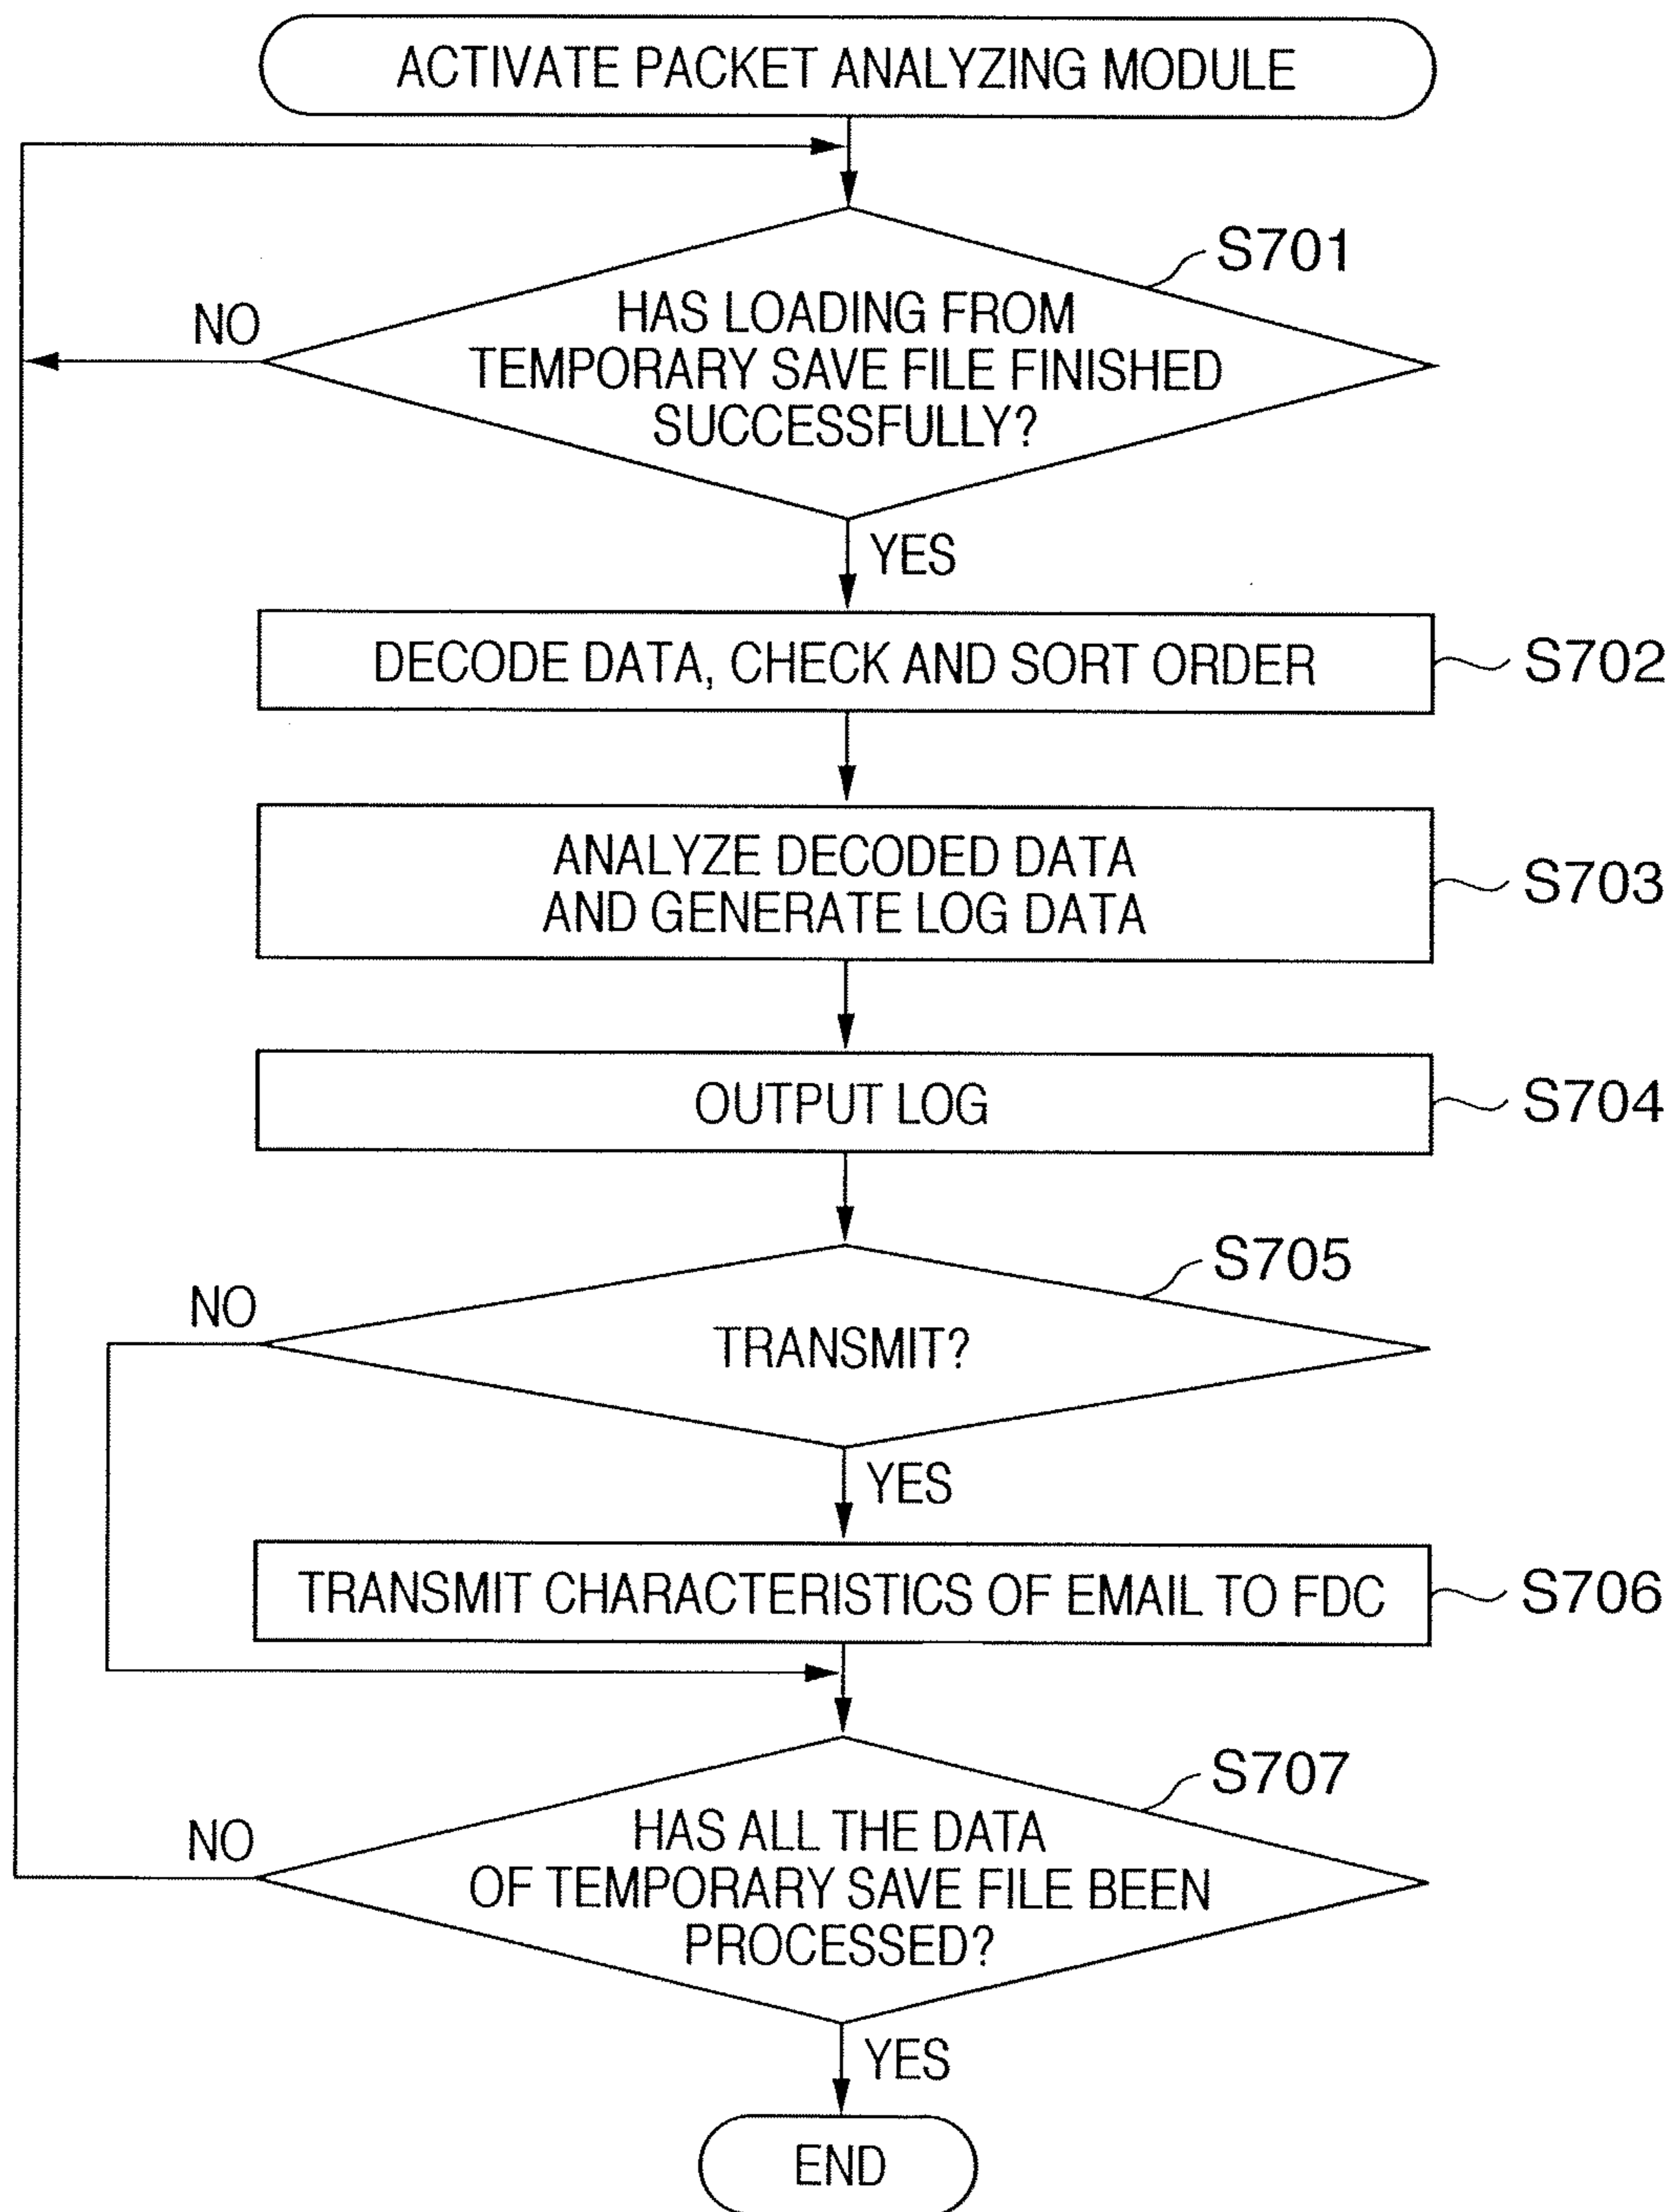 ACTIVATE PACKET ANALYZING MODULE
S701
NO
HAS LOADING FROM
TEMPORARY SAVE FILE FINISHED
SUCCESSFULLY?
YES
DECODE DATA, CHECK AND SORT ORDER
S702
ANALYZE DECODED DATA
AND GENERATE LOG DATA
S703
OUTPUT LOG
S704
S705
NO
TRANSMIT?
YES
TRANSMIT CHARACTERISTICS OF EMAIL TO FDC
S706
S707
NO
HAS ALL THE DATA
OF TEMPORARY SAVE FILE BEEN
PROCESSED?
YES
END